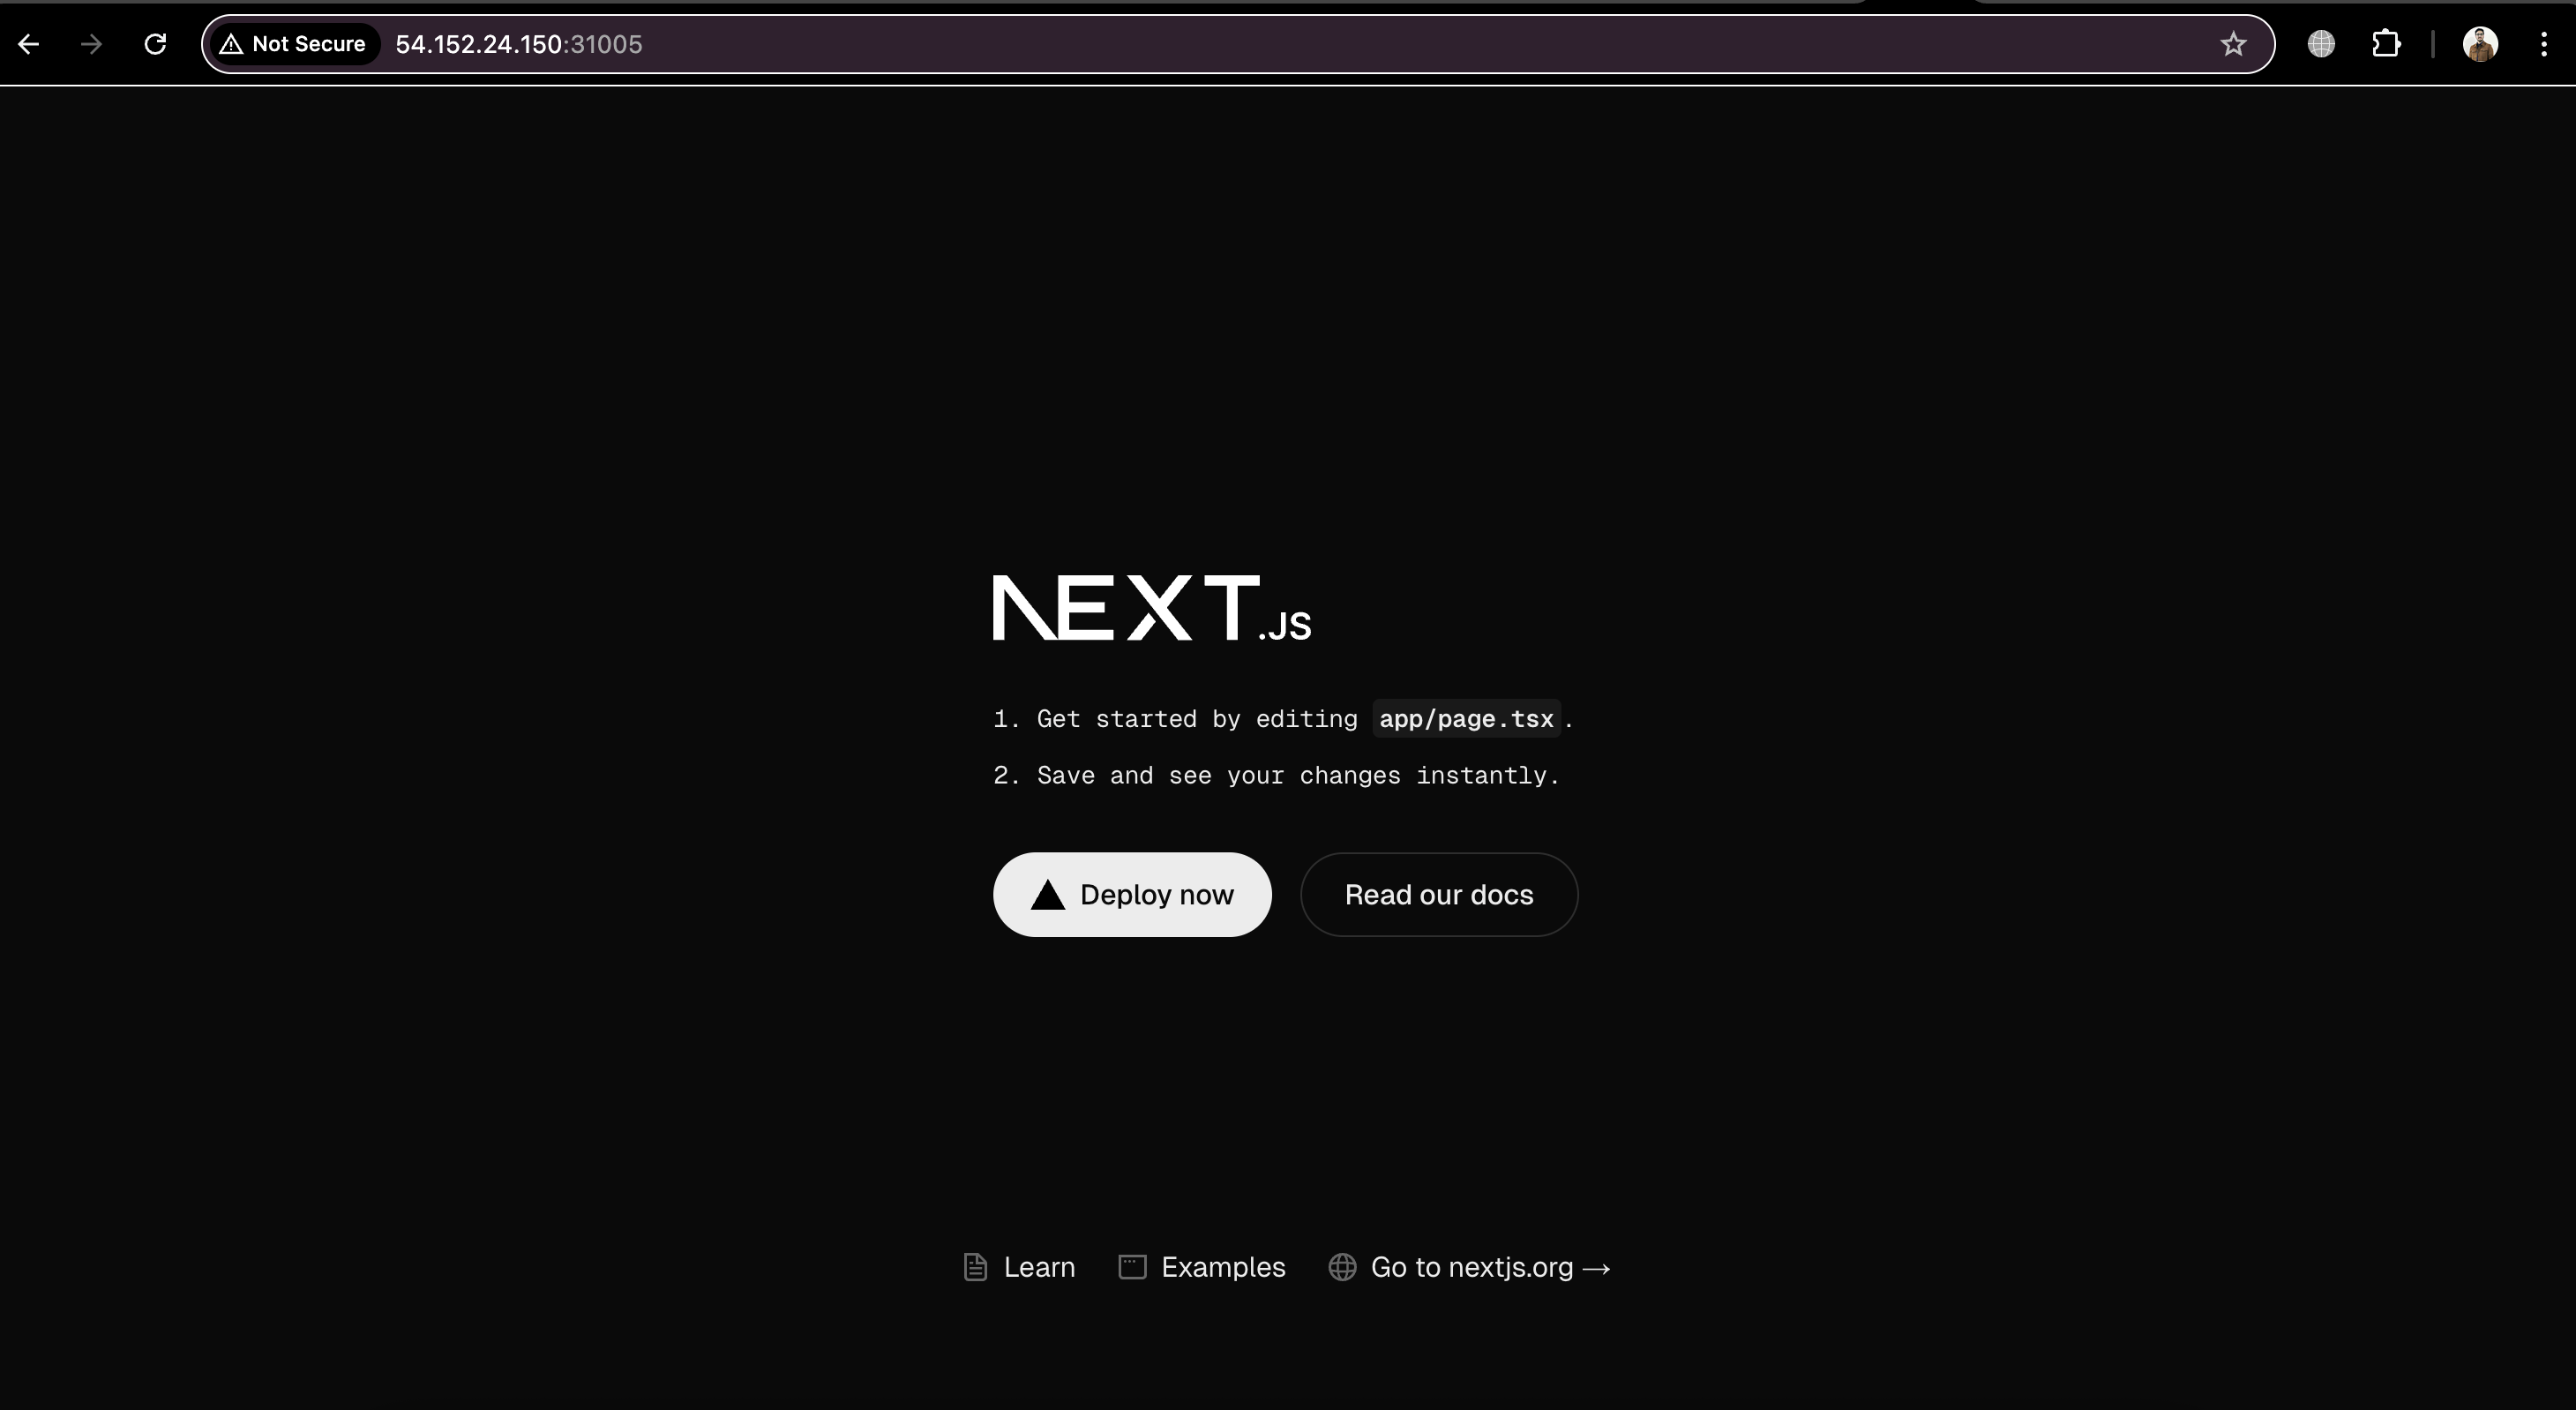 Not Secure 54.152.24.150:31005
NEXT.JS
1. Get started by editing app/page.tsx.
2. Save and see your changes instantly.
Deploy now Read our docs
Learn Examples Go to nextjs.org →